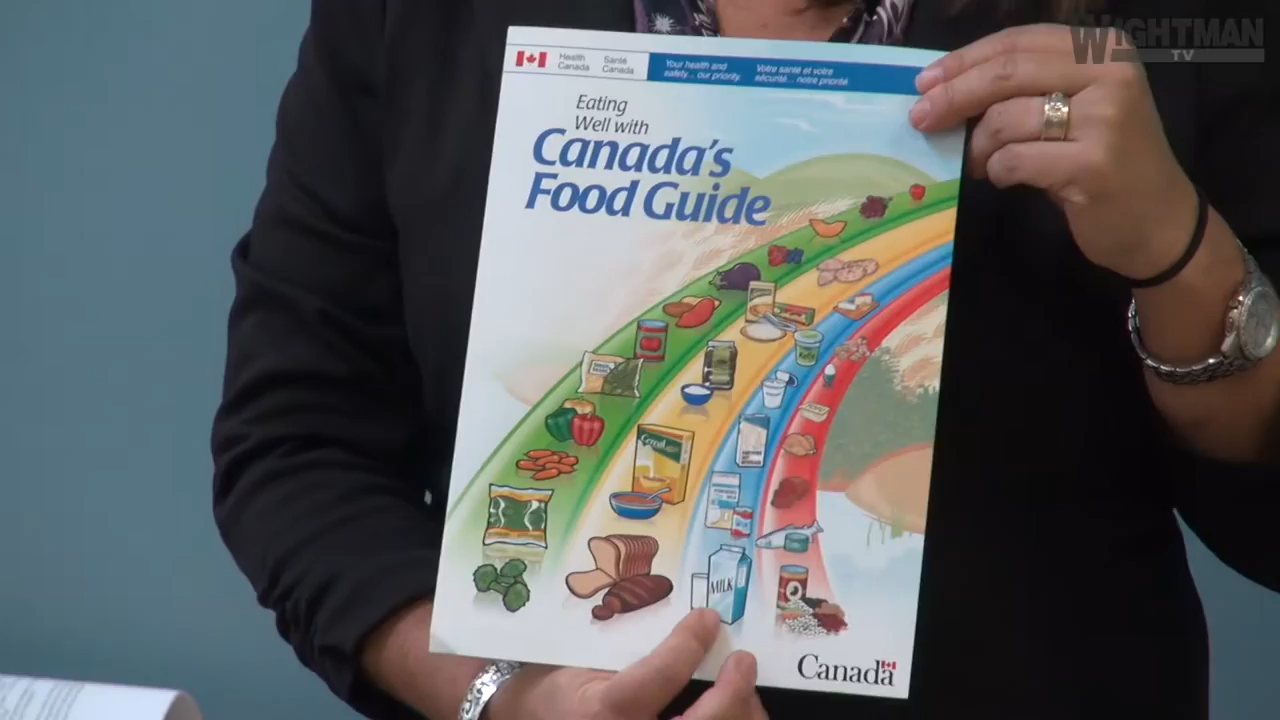 WIGHTMAN
TV
Health
Canada
Santé
Canada
Your health and
safety... our priority.
Votre santé et votre
sécurité... notre priorité.
Eating
Well with
Canada's
Food Guide
Cereal
MILK
Canada